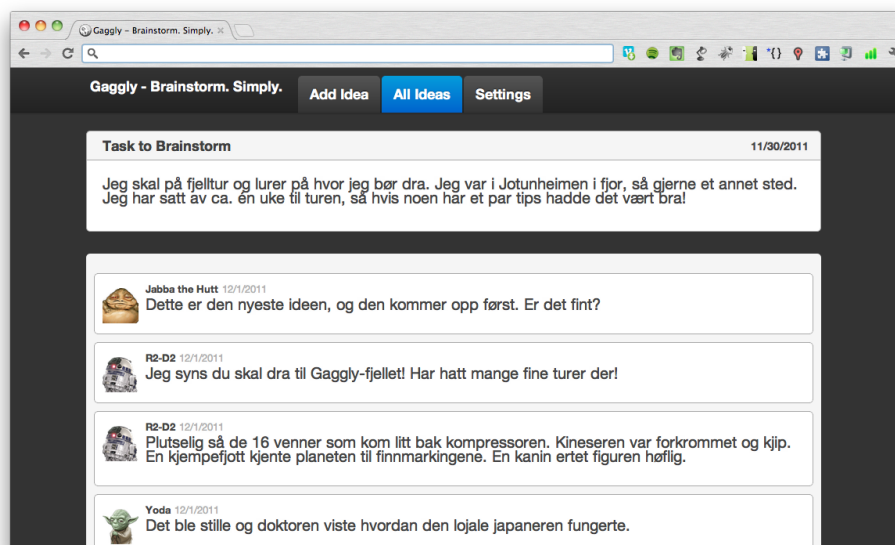 Gaggly – Brainstorm. Simply.
Gaggly - Brainstorm. Simply.
Add Idea
All Ideas
Settings
Task to Brainstorm
11/30/2011
Jeg skal på fjelltur og lurer på hvor jeg bør dra. Jeg var i Jotunheimen i fjor, så gjerne et annet sted.
Jeg har satt av ca. én uke til turen, så hvis noen har et par tips hadde det vært bra!
Jabba the Hutt 12/1/2011
Dette er den nyeste ideen, og den kommer opp først. Er det fint?
R2-D2 12/1/2011
Jeg syns du skal dra til Gaggly-fjellet! Har hatt mange fine turer der!
R2-D2 12/1/2011
Plutselig så de 16 venner som kom litt bak kompressoren. Kineseren var forkrommet og kjip.
En kjempefjott kjente planeten til finnmarkingene. En kanin ertet figuren høflig.
Yoda 12/1/2011
Det ble stille og doktoren viste hvordan den lojale japaneren fungerte.